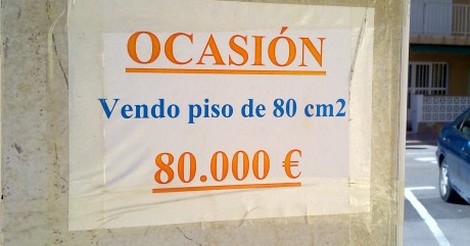 OCASIÓN
Vendo piso de 80 cm2
80.000 €